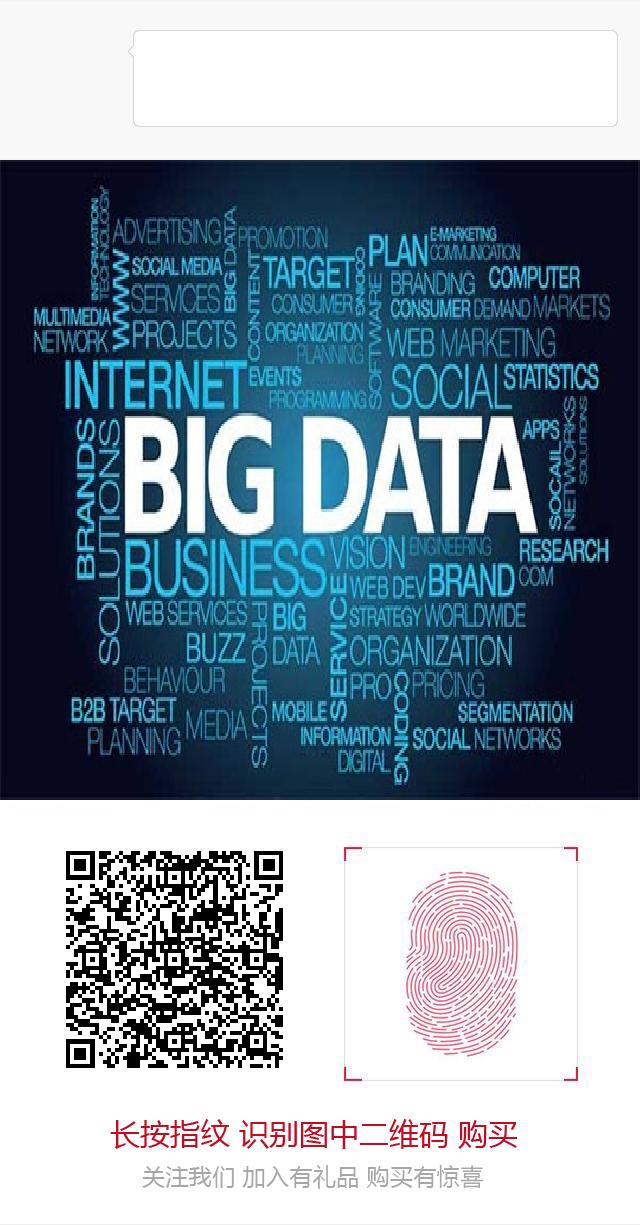 INFORMATION
TECHNOLOGY
ADVERTISING
BIG DATA
PROMOTION
PLAN
E-MARKETING
COMMUNICATION
WWW
SOCIAL MEDIA
CONTENT
TARGET
CODING
SOFTWARE
BRANDING
COMPUTER
SERVICES
CONSUMER
CONSUMER DEMAND MARKETS
MULTIMEDIA
NETWORK
PROJECTS
ORGANIZATION
PLANNING
WEB MARKETING
INTERNET
EVENTS
PROGRAMMING
SOCIAL
STATISTICS
BRANDS
SOLUTIONS
BIG DATA
APPS
SOCAIL
NETWORKS
SOLUTIONS
BUSINESS
VISION
ENGINEERING
RESEARCH
WEB DEV
BRAND
COM
WEB SERVICES
PROJECTS
BIG
DATA
SERVICE
STRATEGY WORLDWIDE
BUZZ
ORGANIZATION
BEHAVIOUR
PRO
CODING
PRICING
B2B TARGET
PLANNING
MEDIA
MOBILE
SEGMENTATION
INFORMATION
SOCIAL NETWORKS
DIGITAL
长按指纹 识别图中二维码 购买
关注我们 加入有礼品 购买有惊喜